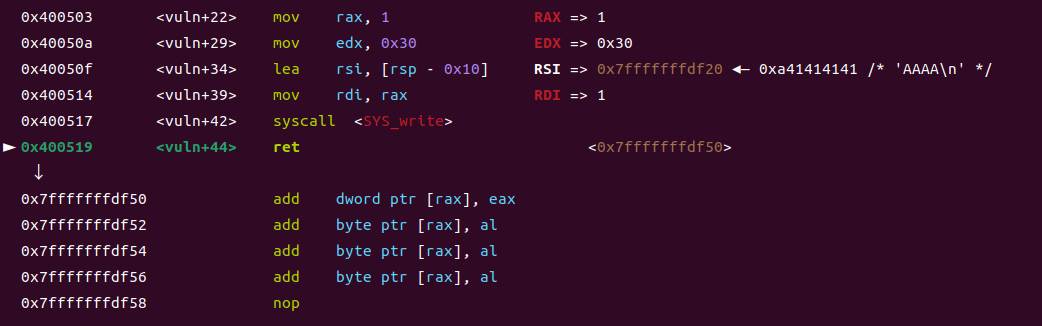 0x400503 <vuln+22> mov rax, 1 RAX => 1
0x40050a <vuln+29> mov edx, 0x30 EDX => 0x30
0x40050f <vuln+34> lea rsi, [rsp - 0x10] RSI => 0x7fffffffdf20 ◂— 0xa41414141 /* 'AAAA\n' */
0x400514 <vuln+39> mov rdi, rax RDI => 1
0x400517 <vuln+42> syscall <SYS_write>
► 0x400519 <vuln+44> ret <0x7fffffffdf50>
↓
0x7fffffffdf50 add dword ptr [rax], eax
0x7fffffffdf52 add byte ptr [rax], al
0x7fffffffdf54 add byte ptr [rax], al
0x7fffffffdf56 add byte ptr [rax], al
0x7fffffffdf58 nop